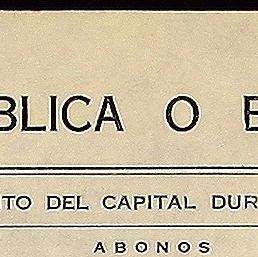 BLICA O
TO DEL CAPITAL DUR
ABONOS